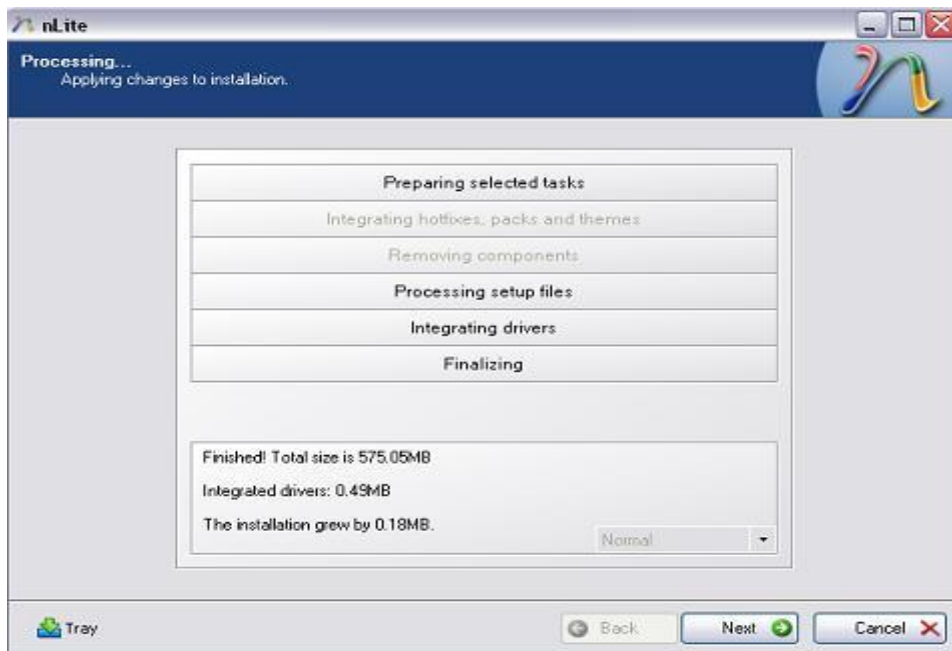 nLite
Processing...
Applying changes to installation.
Preparing selected tasks
Integrating hotfixes, packs and themes
Removing components
Processing setup files
Integrating drivers
Finalizing
Finished! Total size is 575.05MB
Integrated drivers: 0.49MB
The installation grew by 0.18MB.
Normal
Tray
Back
Next
Cancel